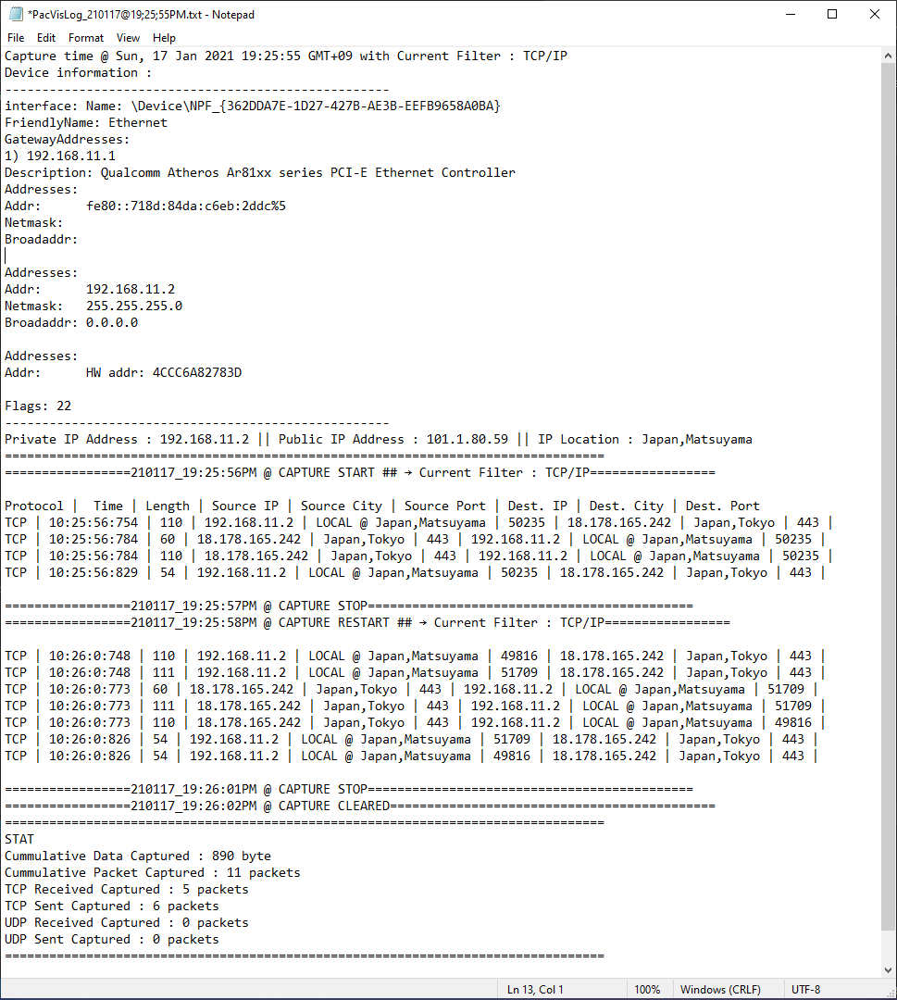 *PacVisLog_210117@19;25;55PM.txt - Notepad
File Edit Format View Help
Capture time @ Sun, 17 Jan 2021 19:25:55 GMT+09 with Current Filter : TCP/IP
Device information :
----------------------------------------------------
interface: Name: \Device\NPF_{362DDA7E-1D27-427B-AE3B-EEFB9658A0BA}
FriendlyName: Ethernet
GatewayAddresses:
1) 192.168.11.1
Description: Qualcomm Atheros Ar81xx series PCI-E Ethernet Controller
Addresses:
Addr:      fe80::718d:84da:c6eb:2ddc%5
Netmask:
Broadaddr:
Addresses:
Addr:      192.168.11.2
Netmask:   255.255.255.0
Broadaddr: 0.0.0.0
Addresses:
Addr:      HW addr: 4CCC6A82783D
Flags: 22
----------------------------------------------------
Private IP Address : 192.168.11.2 || Public IP Address : 101.1.80.59 || IP Location : Japan,Matsuyama
=================================================================================
=================210117_19:25:56PM @ CAPTURE START ## → Current Filter : TCP/IP=================
Protocol |  Time | Length | Source IP | Source City | Source Port | Dest. IP | Dest. City | Dest. Port
TCP | 10:25:56:754 | 110 | 192.168.11.2 | LOCAL @ Japan,Matsuyama | 50235 | 18.178.165.242 | Japan,Tokyo | 443 |
TCP | 10:25:56:784 | 60 | 18.178.165.242 | Japan,Tokyo | 443 | 192.168.11.2 | LOCAL @ Japan,Matsuyama | 50235 |
TCP | 10:25:56:784 | 110 | 18.178.165.242 | Japan,Tokyo | 443 | 192.168.11.2 | LOCAL @ Japan,Matsuyama | 50235 |
TCP | 10:25:56:829 | 54 | 192.168.11.2 | LOCAL @ Japan,Matsuyama | 50235 | 18.178.165.242 | Japan,Tokyo | 443 |
=================210117_19:25:57PM @ CAPTURE STOP============================================
=================210117_19:25:58PM @ CAPTURE RESTART ## → Current Filter : TCP/IP=================
TCP | 10:26:0:748 | 110 | 192.168.11.2 | LOCAL @ Japan,Matsuyama | 49816 | 18.178.165.242 | Japan,Tokyo | 443 |
TCP | 10:26:0:748 | 111 | 192.168.11.2 | LOCAL @ Japan,Matsuyama | 51709 | 18.178.165.242 | Japan,Tokyo | 443 |
TCP | 10:26:0:773 | 60 | 18.178.165.242 | Japan,Tokyo | 443 | 192.168.11.2 | LOCAL @ Japan,Matsuyama | 51709 |
TCP | 10:26:0:773 | 111 | 18.178.165.242 | Japan,Tokyo | 443 | 192.168.11.2 | LOCAL @ Japan,Matsuyama | 51709 |
TCP | 10:26:0:773 | 110 | 18.178.165.242 | Japan,Tokyo | 443 | 192.168.11.2 | LOCAL @ Japan,Matsuyama | 49816 |
TCP | 10:26:0:826 | 54 | 192.168.11.2 | LOCAL @ Japan,Matsuyama | 51709 | 18.178.165.242 | Japan,Tokyo | 443 |
TCP | 10:26:0:826 | 54 | 192.168.11.2 | LOCAL @ Japan,Matsuyama | 49816 | 18.178.165.242 | Japan,Tokyo | 443 |
=================210117_19:26:01PM @ CAPTURE STOP============================================
=================210117_19:26:02PM @ CAPTURE CLEARED============================================
=================================================================================
STAT
Cummulative Data Captured : 890 byte
Cummulative Packet Captured : 11 packets
TCP Received Captured : 5 packets
TCP Sent Captured : 6 packets
UDP Received Captured : 0 packets
UDP Sent Captured : 0 packets
=================================================================================
Ln 13, Col 1 100% Windows (CRLF) UTF-8